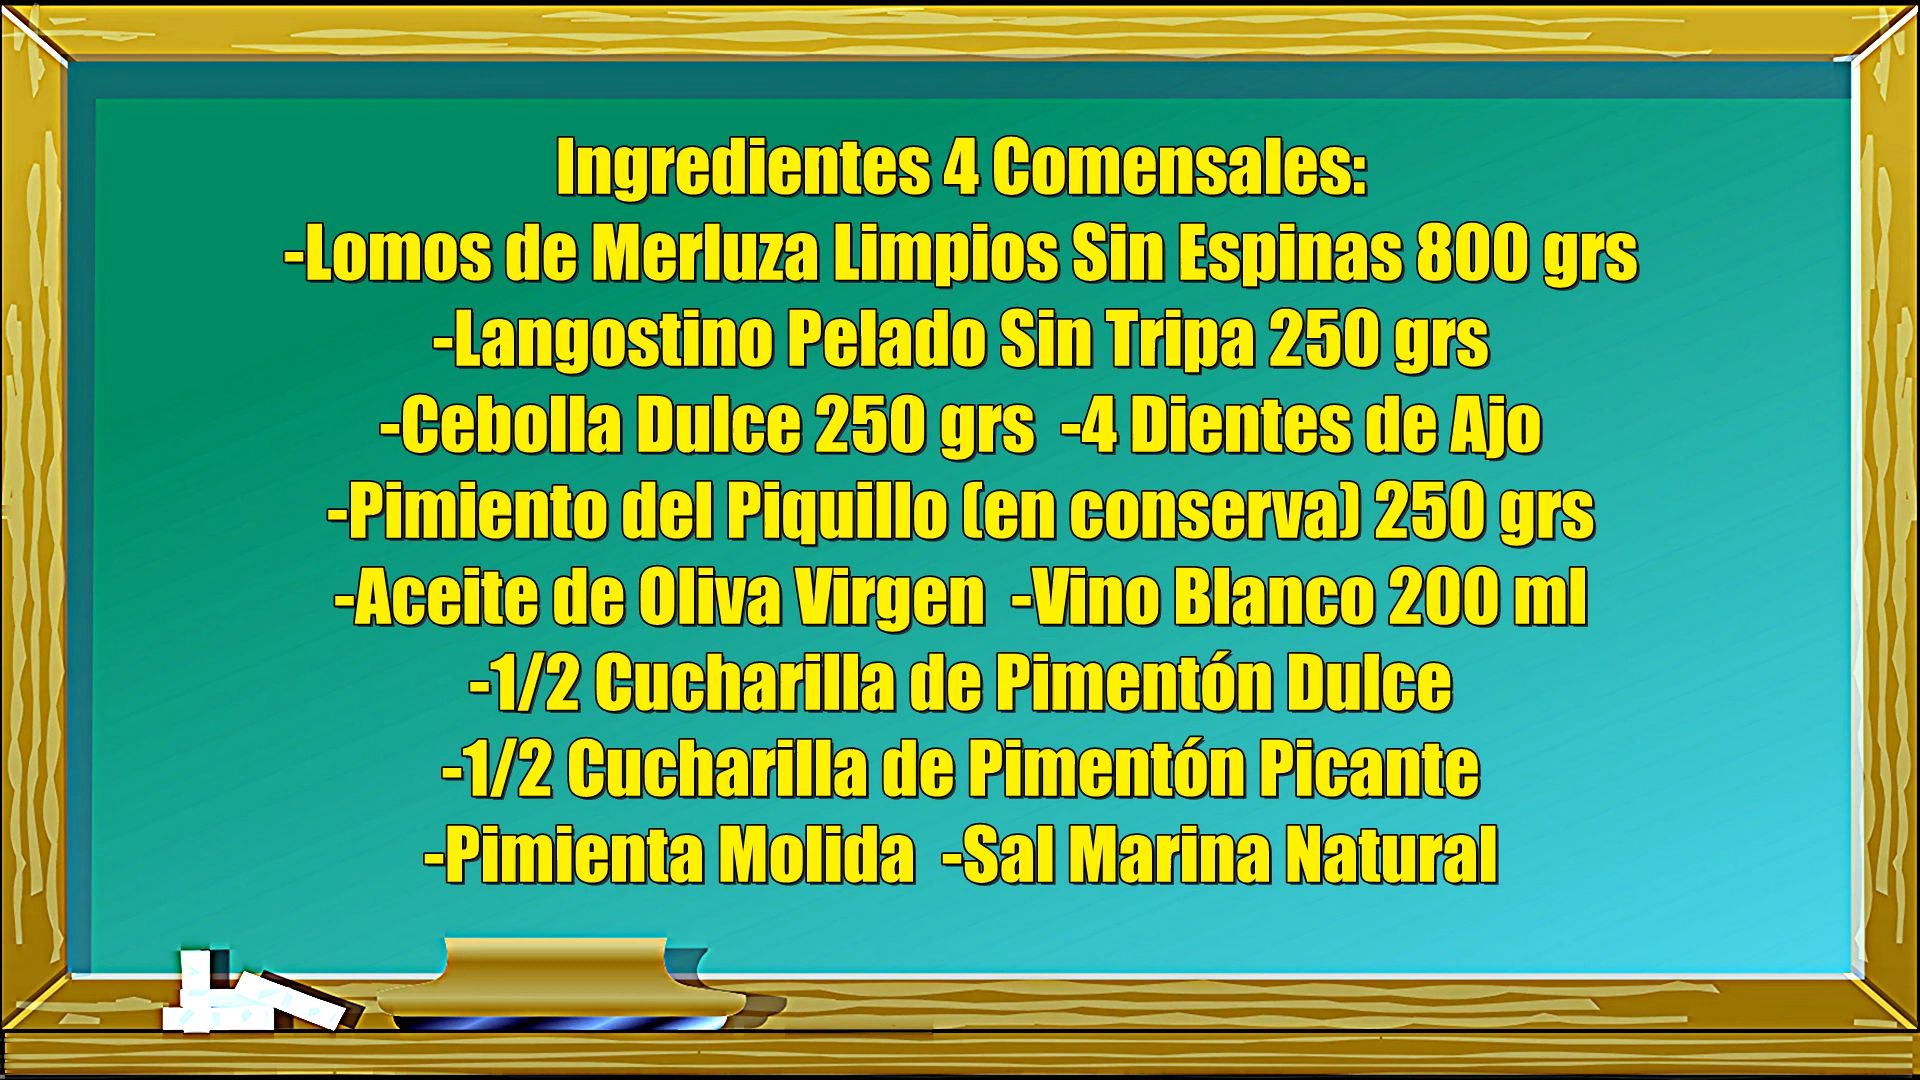 Ingredientes 4 Comensales:
-Lomos de Merluza Limpios Sin Espinas 800 grs
-Langostino Pelado Sin Tripa 250 grs
-Cebolla Dulce 250 grs  -4 Dientes de Ajo
-Pimiento del Piquillo (en conserva) 250 grs
-Aceite de Oliva Virgen  -Vino Blanco 200 ml
-1/2 Cucharilla de Pimentón Dulce
-1/2 Cucharilla de Pimentón Picante
-Pimienta Molida  -Sal Marina Natural